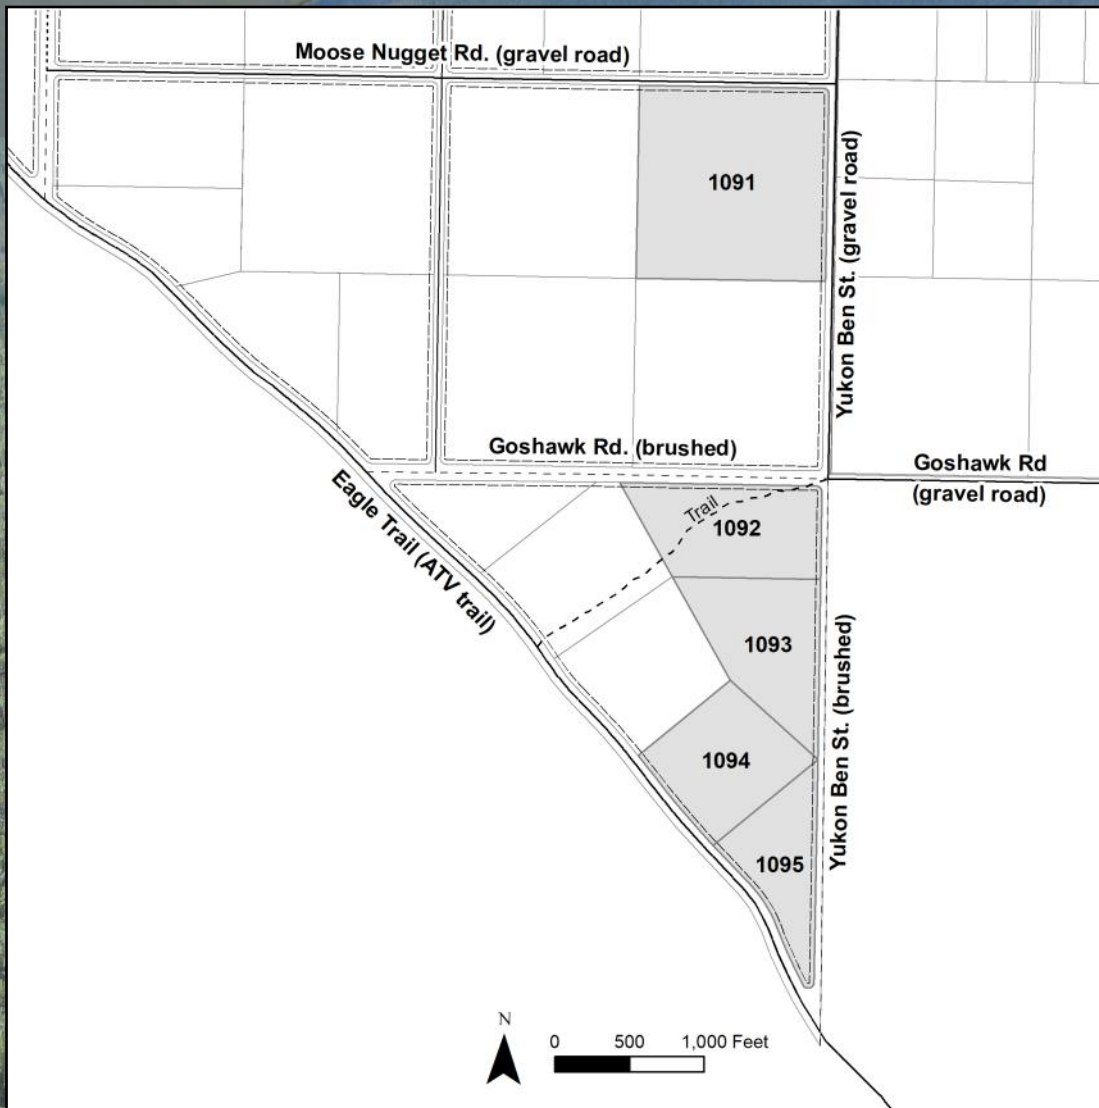 Moose Nugget Rd. (gravel road)
1091
Yukon Ben St. (gravel road)
Goshawk Rd. (brushed)
Goshawk Rd
(gravel road)
Eagle Trail (ATV trail)
Trail
1092
1093
Yukon Ben St. (brushed)
1094
1095
N
0 500 1,000 Feet